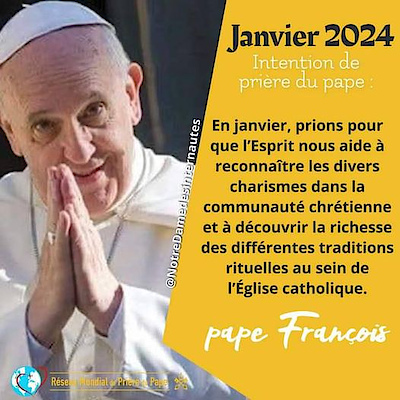 Janvier 2024
Intention de
prière du pape :
En janvier, prions pour
que l'Esprit nous aide à
reconnaître les divers
charismes dans la
communauté chrétienne
et à découvrir la richesse
des différentes traditions
rituelles au sein de
l'Église catholique.
pape François
@NotreDamedesinternautes
Réseau Mondial de Prière du Pape